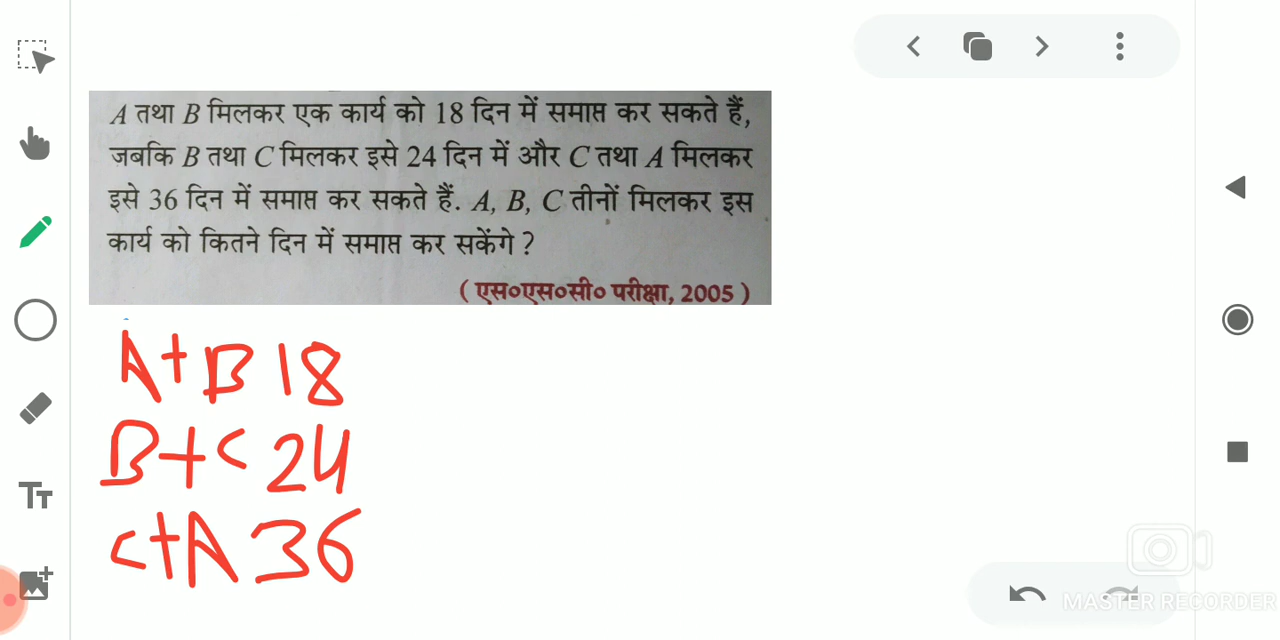 A तथा B मिलकर एक कार्य को 18 दिन में समाप्त कर सकते हैं,
जबकि B तथा C मिलकर इसे 24 दिन में और C तथा A मिलकर
इसे 36 दिन में समाप्त कर सकते हैं. A, B, C तीनों मिलकर इस
कार्य को कितने दिन में समाप्त कर सकेंगे ?
( एस०एस०सी० परीक्षा, 2005 )
A+B 18
B+C 24
C+A 36
TT
MASTER RECORDER